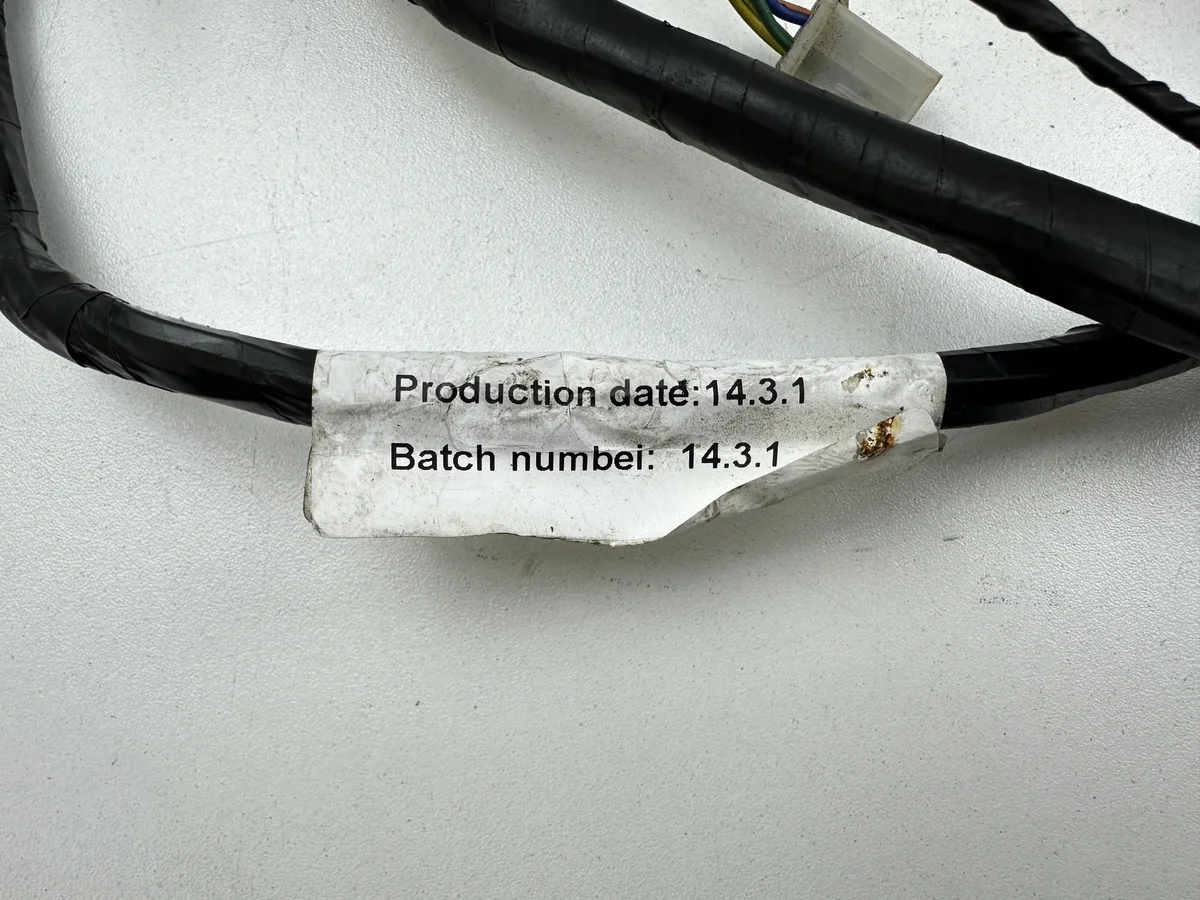 Production date:14.3.1
Batch numbei: 14.3.1